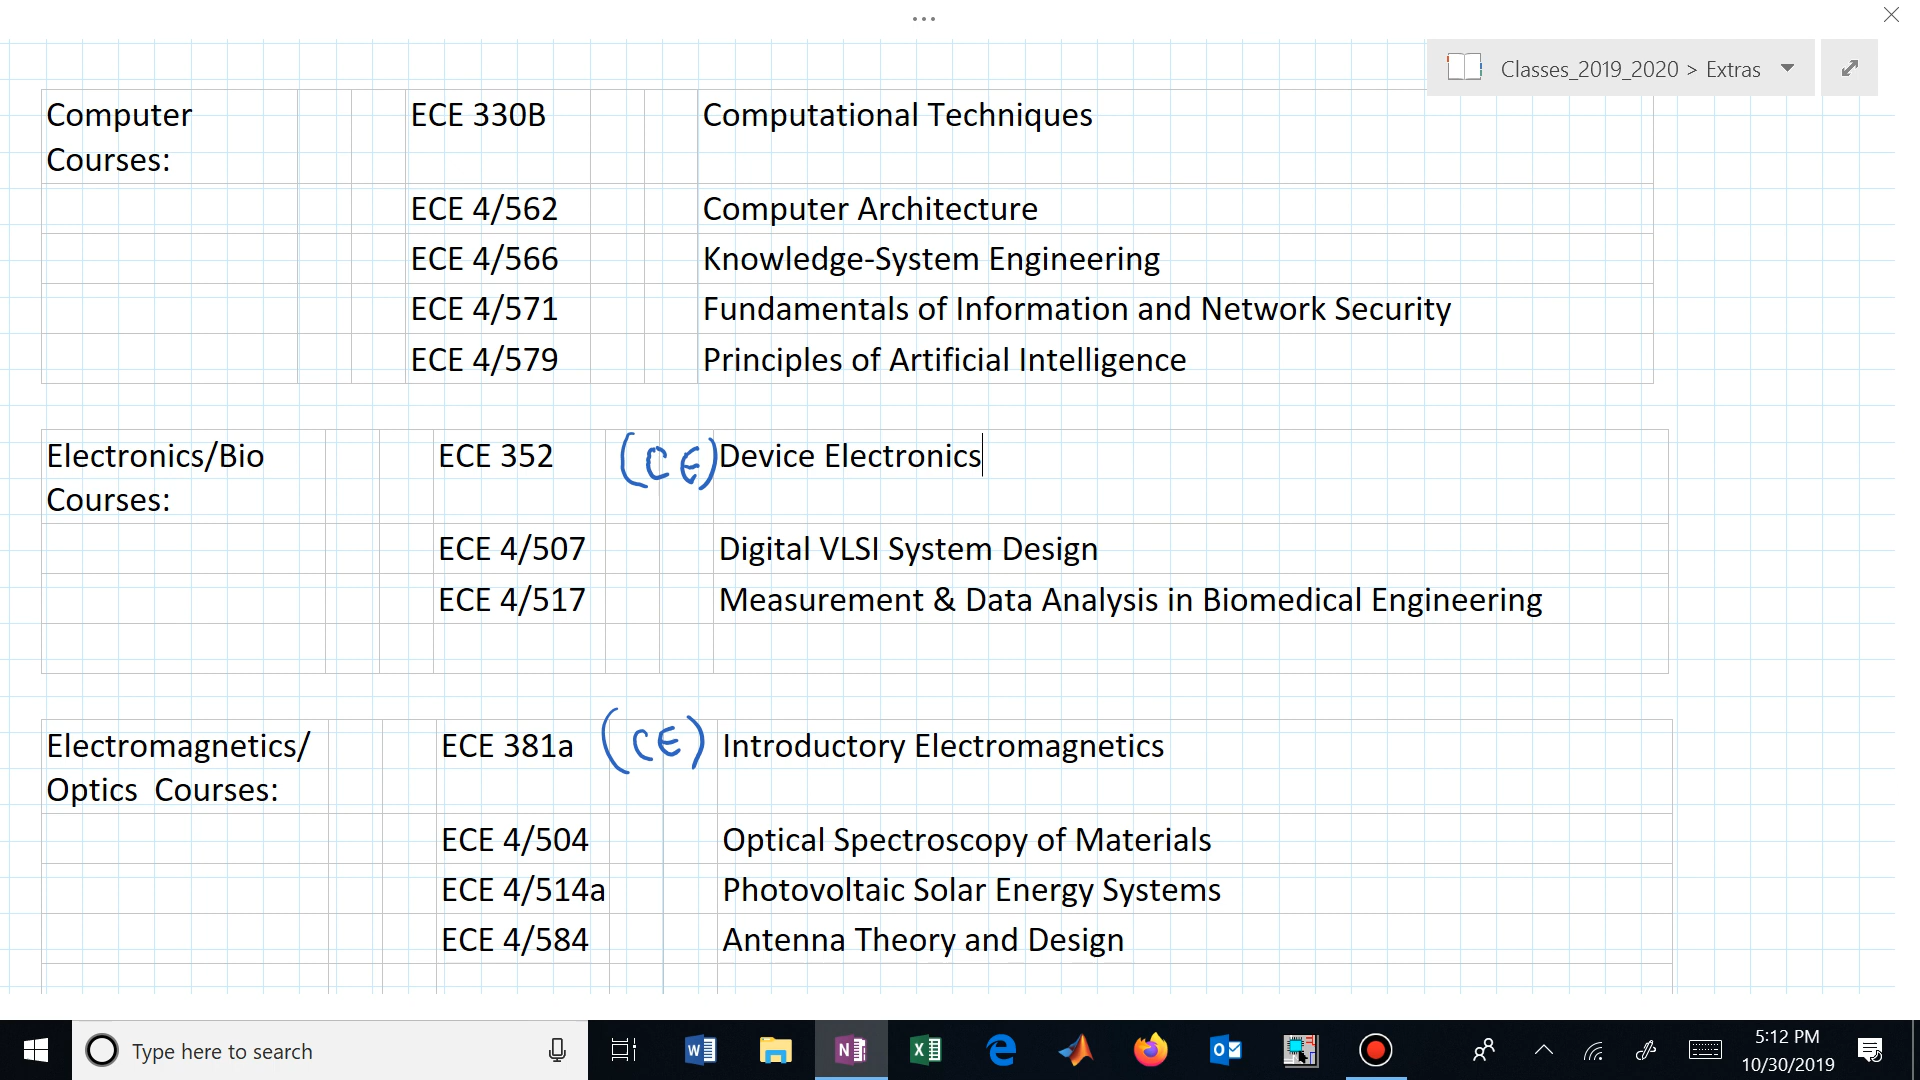 Classes_2019_2020 > Extras
Computer Courses: ECE 330B Computational Techniques
ECE 4/562 Computer Architecture
ECE 4/566 Knowledge-System Engineering
ECE 4/571 Fundamentals of Information and Network Security
ECE 4/579 Principles of Artificial Intelligence
Electronics/Bio Courses: ECE 352 (CE) Device Electronics
ECE 4/507 Digital VLSI System Design
ECE 4/517 Measurement & Data Analysis in Biomedical Engineering
Electromagnetics/ Optics Courses: ECE 381a (CE) Introductory Electromagnetics
ECE 4/504 Optical Spectroscopy of Materials
ECE 4/514a Photovoltaic Solar Energy Systems
ECE 4/584 Antenna Theory and Design
Type here to search
5:12 PM
10/30/2019